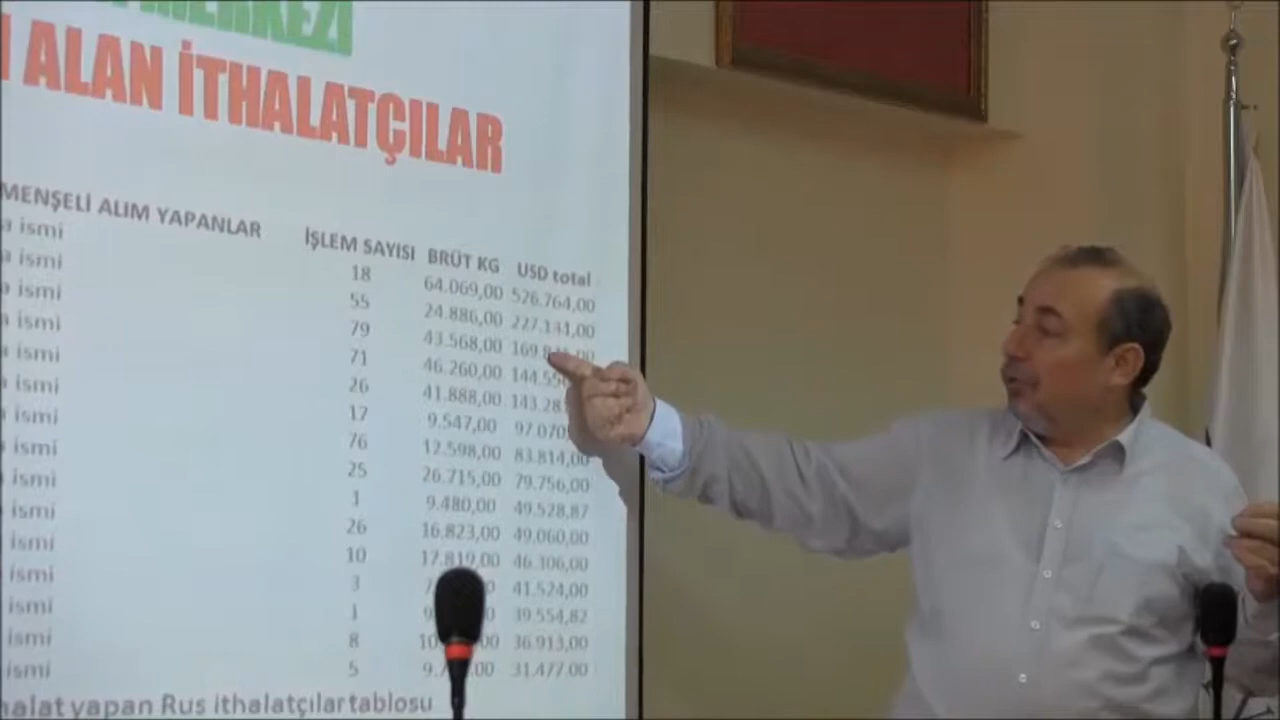 MERKEZİ
ALAN İTHALATÇILAR
MENŞELİ ALIM YAPANLAR İŞLEM SAYISI BRÜT KG USD total
a ismi 18 64.069,00 526.764,00
a ismi 55 24.886,00 227.131,00
a ismi 79 43.568,00
a ismi 71 46.260,00
a ismi 26 41.888,00
a ismi 17 9.547,00
ismi 76 12.598,00 83.814,00
ismi 25 26.715,00 79.756,00
ismi 1 9.480,00 49.528,87
ismi 26 16.823,00 49.060,00
ismi 10 17.819,00 46.306,00
ismi 3 41.524,00
ismi 1 39.554,82
ismi 8 36.913,00
ismi 5 31.477.00
halat yapan Rus ithalatçılar tablosu